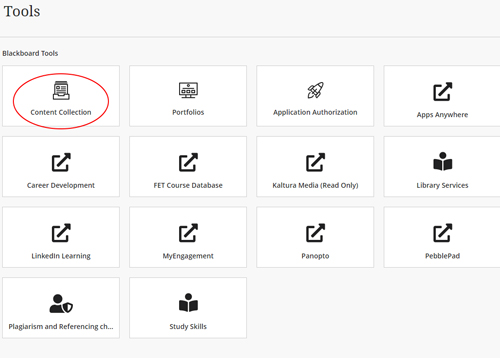 Tools
Blackboard Tools
Content Collection
Portfolios
Application Authorization
Apps Anywhere
Career Development
FET Course Database
Kaltura Media (Read Only)
Library Services
LinkedIn Learning
MyEngagement
Panopto
PebblePad
Plagiarism and Referencing ch...
Study Skills